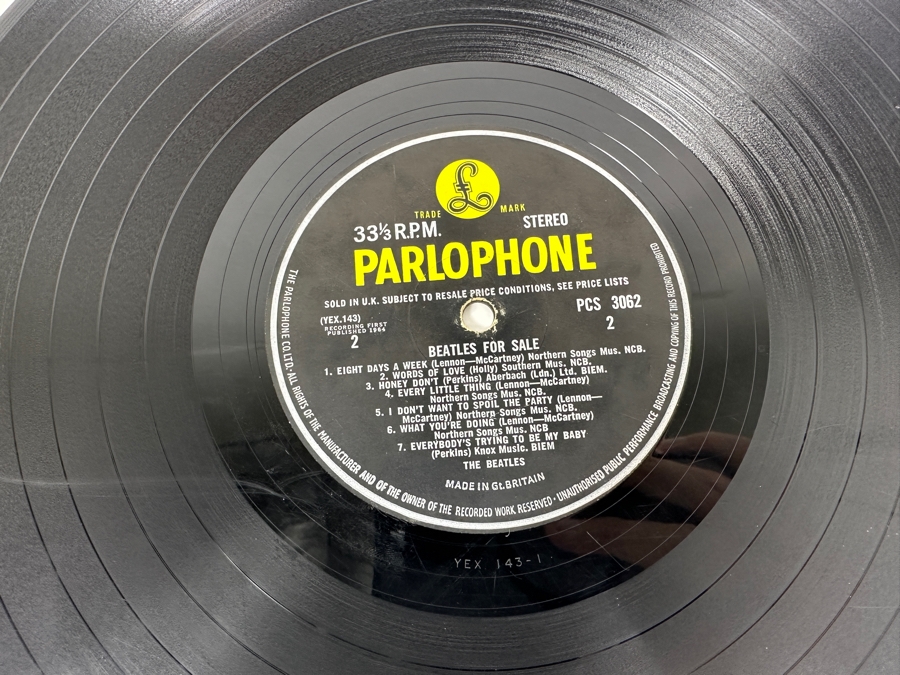 £
TRADE MARK
33⅓ R.P.M. STEREO
PARLOPHONE
SOLD IN U.K. SUBJECT TO RESALE PRICE CONDITIONS, SEE PRICE LISTS
(YEX.143) PCS 3062
RECORDING FIRST
PUBLISHED 1964
2 2
BEATLES FOR SALE
1. EIGHT DAYS A WEEK (Lennon—McCartney) Northern Songs Mus. NCB.
2. WORDS OF LOVE (Holly) Southern Mus. NCB.
3. HONEY DON'T (Perkins) Aberbach (Ldn.) Ltd. BIEM.
4. EVERY LITTLE THING (Lennon—McCartney)
Northern Songs Mus. NCB.
5. I DON'T WANT TO SPOIL THE PARTY (Lennon—
McCartney) Northern Songs Mus. NCB.
6. WHAT YOU'RE DOING (Lennon—McCartney)
Northern Songs Mus. NCB
7. EVERYBODY'S TRYING TO BE MY BABY
(Perkins) Knox Music. BIEM
THE BEATLES
MADE IN Gt. BRITAIN
THE PARLOPHONE CO. LTD. · ALL RIGHTS OF THE MANUFACTURER AND OF THE OWNER OF THE RECORDED WORK RESERVED · UNAUTHORISED PUBLIC PERFORMANCE BROADCASTING AND COPYING OF THIS RECORD PROHIBITED
YEX 143-1